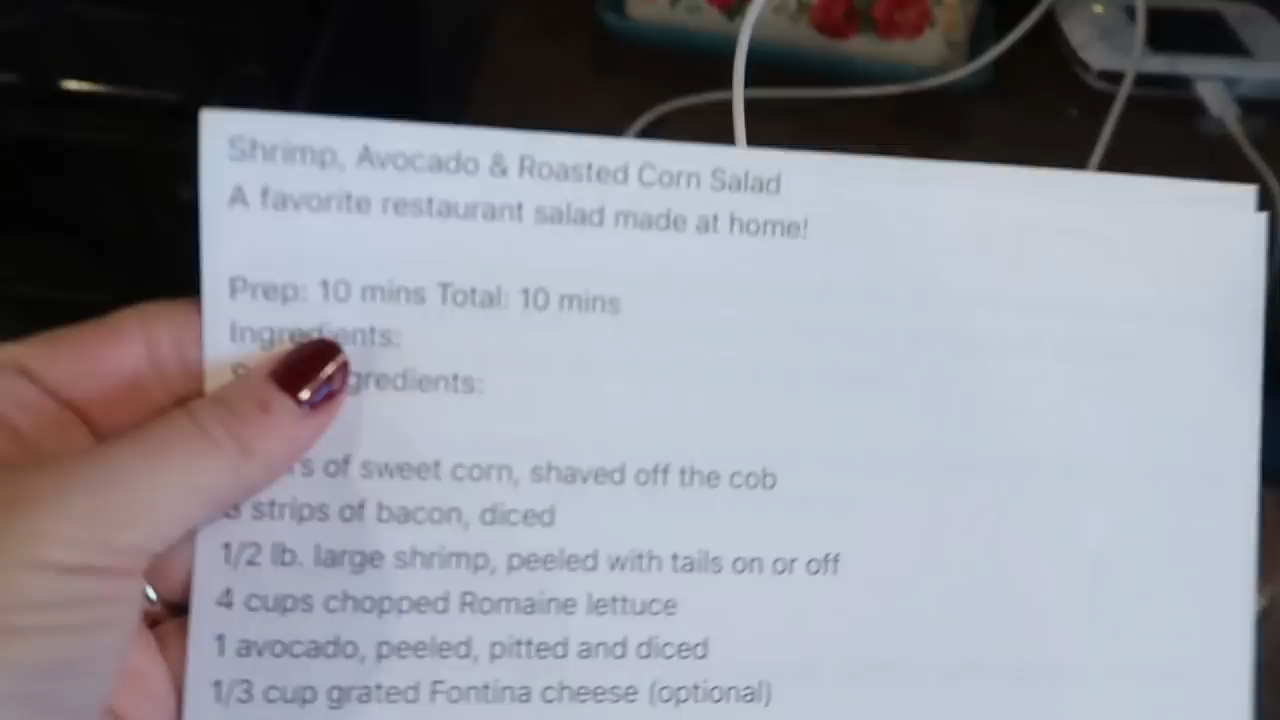 Shrimp, Avocado & Roasted Corn Salad
A favorite restaurant salad made at home!
Prep: 10 mins Total: 10 mins
Ingredients:
of sweet corn, shaved off the cob
strips of bacon, diced
1/2 lb. large shrimp, peeled with tails on or off
4 cups chopped Romaine lettuce
1 avocado, peeled, pitted and diced
1/3 cup grated Fontina cheese (optional)